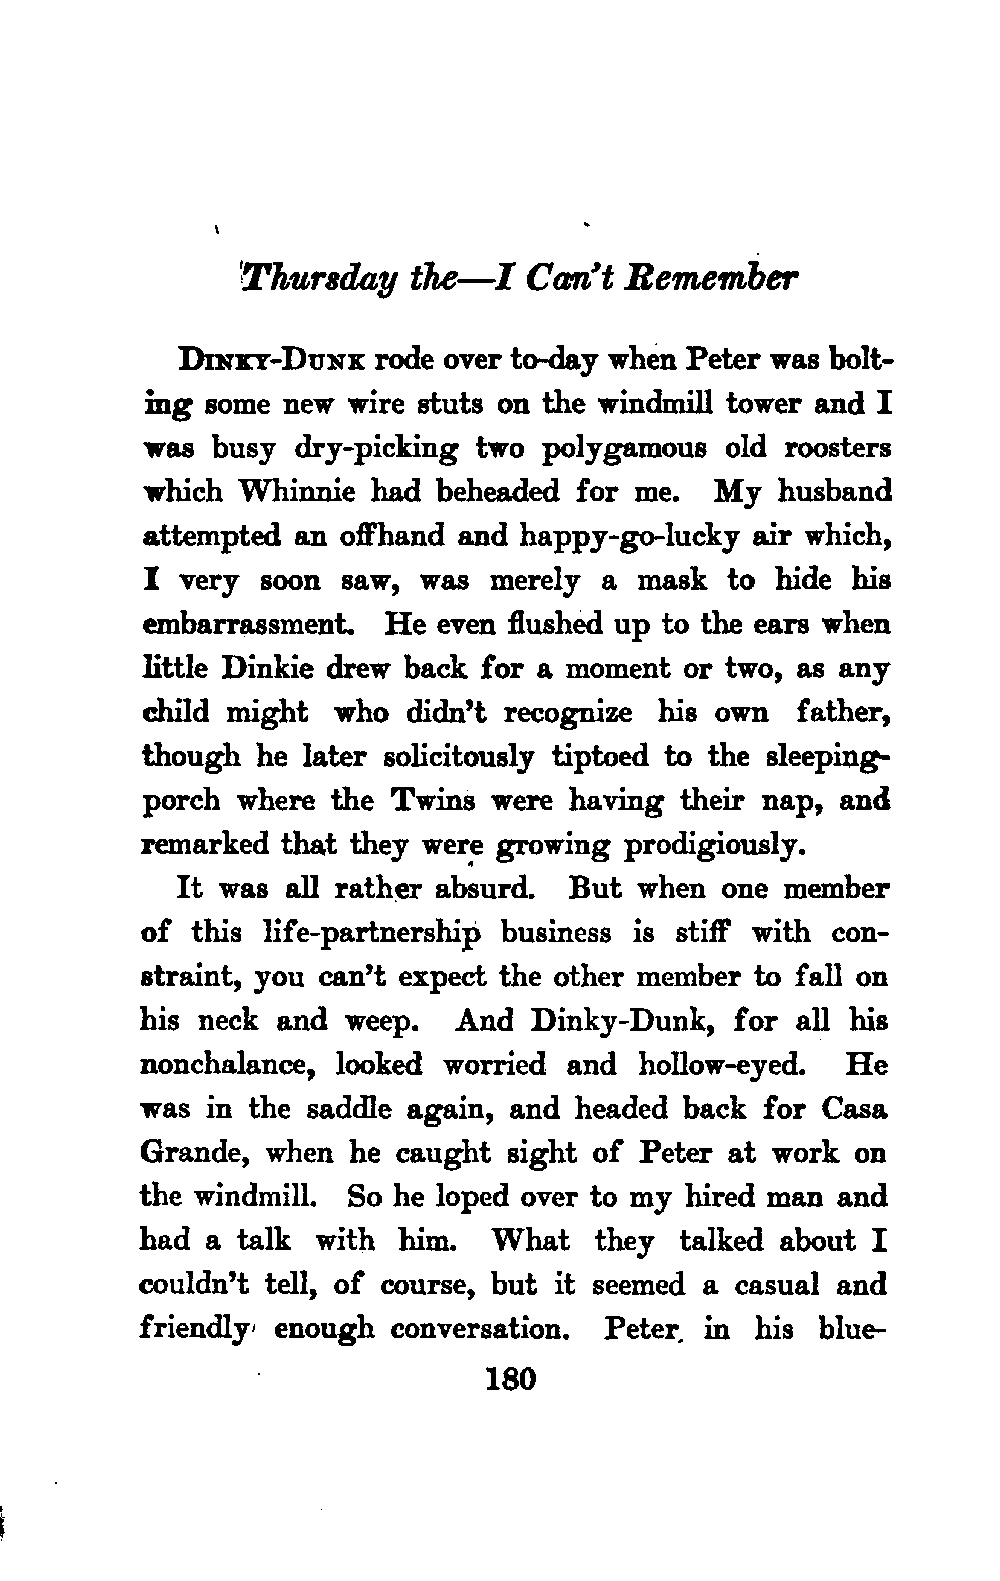 Thursday the—I Can't Remember
DINKY-DUNK rode over to-day when Peter was bolt-
ing some new wire stuts on the windmill tower and I
was busy dry-picking two polygamous old roosters
which Whinnie had beheaded for me. My husband
attempted an offhand and happy-go-lucky air which,
I very soon saw, was merely a mask to hide his
embarrassment. He even flushed up to the ears when
little Dinkie drew back for a moment or two, as any
child might who didn't recognize his own father,
though he later solicitously tiptoed to the sleeping-
porch where the Twins were having their nap, and
remarked that they were growing prodigiously.
It was all rather absurd. But when one member
of this life-partnership business is stiff with con-
straint, you can't expect the other member to fall on
his neck and weep. And Dinky-Dunk, for all his
nonchalance, looked worried and hollow-eyed. He
was in the saddle again, and headed back for Casa
Grande, when he caught sight of Peter at work on
the windmill. So he loped over to my hired man and
had a talk with him. What they talked about I
couldn't tell, of course, but it seemed a casual and
friendly enough conversation. Peter, in his blue-
180